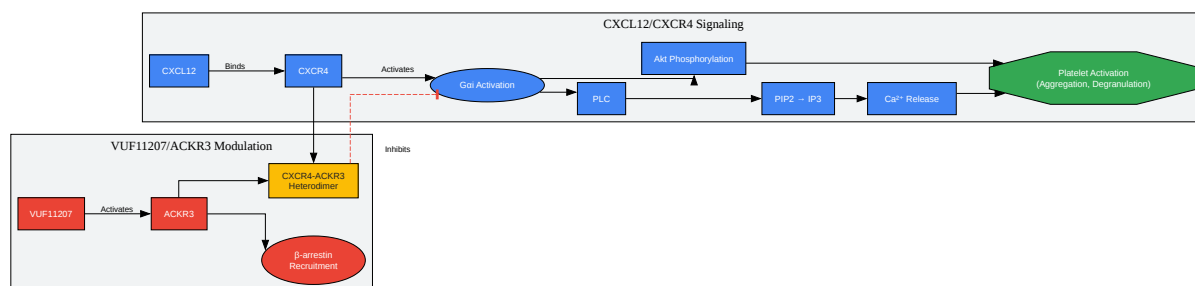 CXCL12/CXCR4 Signaling
CXCL12
Binds
CXCR4
Activates
Gαi Activation
Akt Phosphorylation
PLC
PIP2 → IP3
Ca²⁺ Release
Platelet Activation
(Aggregation, Degranulation)
VUF11207/ACKR3 Modulation
Inhibits
CXCR4-ACKR3
Heterodimer
VUF11207
Activates
ACKR3
β-arrestin
Recruitment